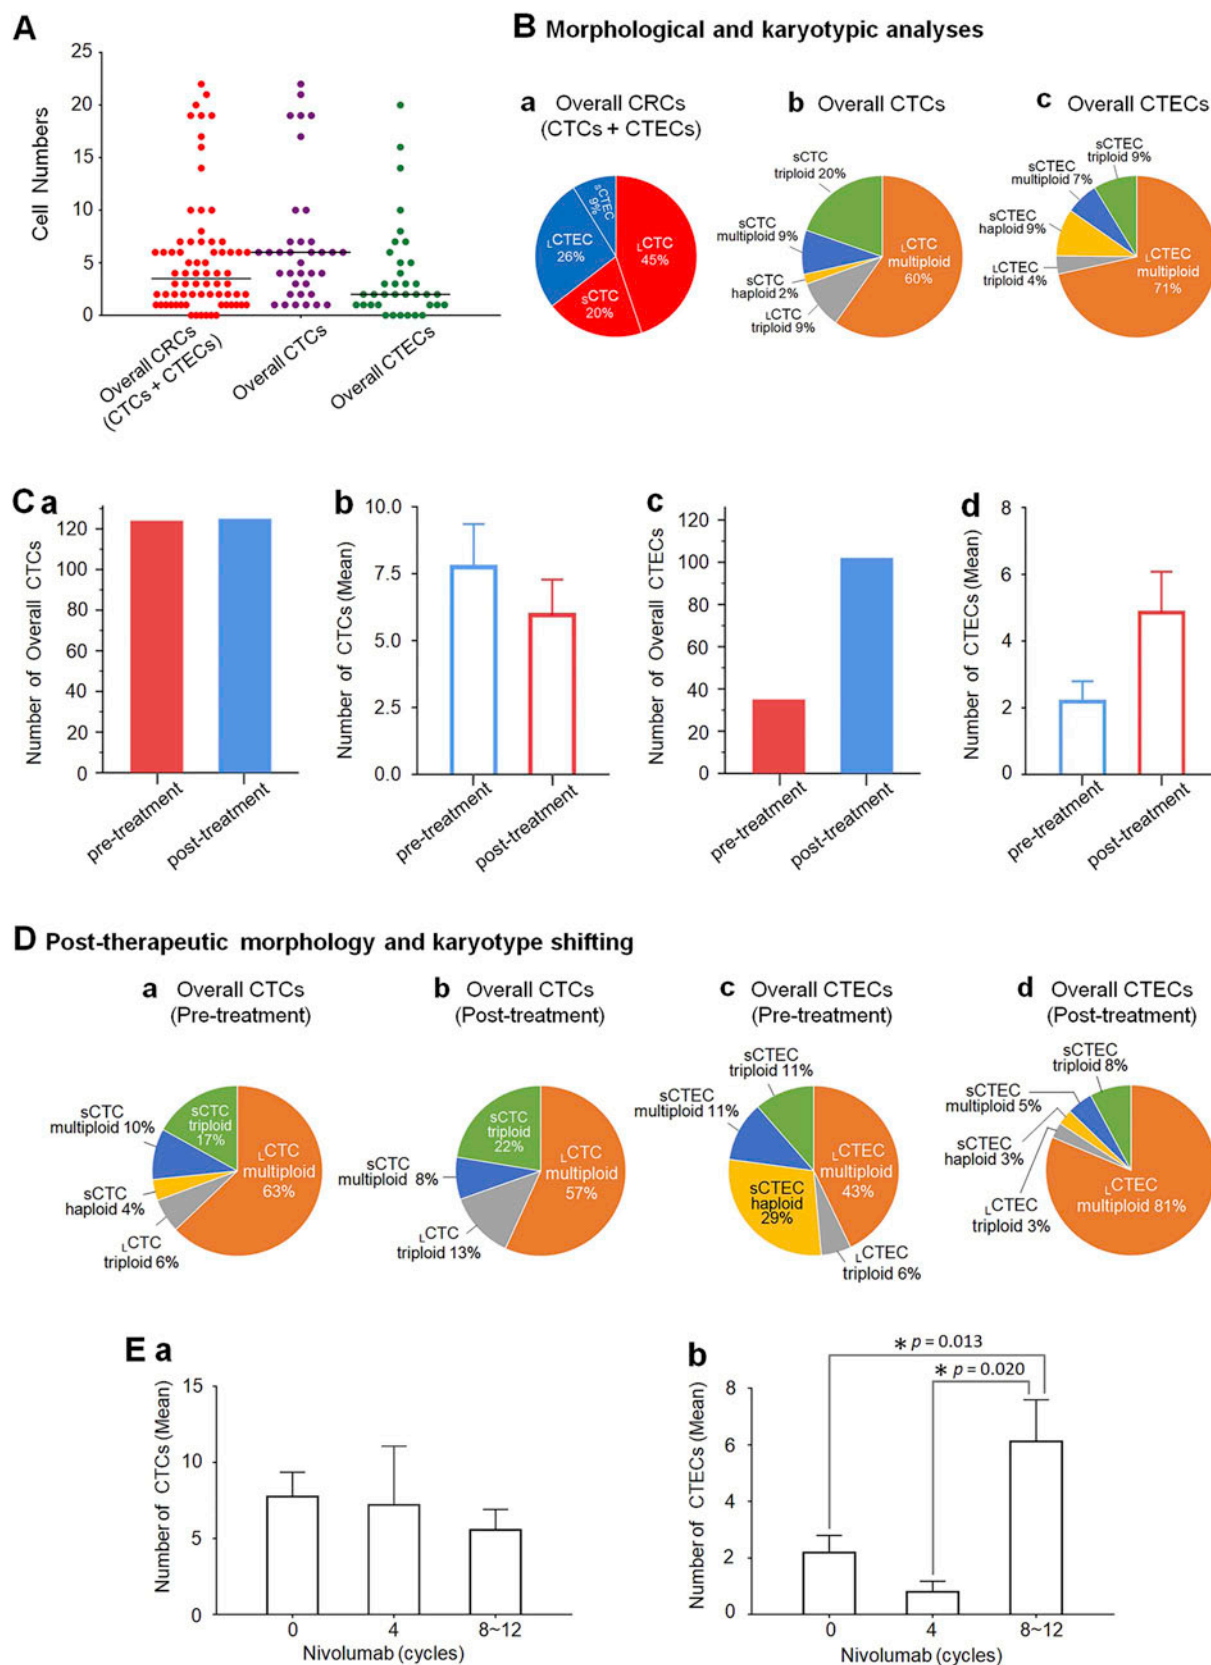 A
25
20
15
10
5
0
Cell Numbers
Overall CRCs
(CTCs + CTECs)
Overall CTCs
Overall CTECs
B Morphological and karyotypic analyses
a Overall CRCs
(CTCs + CTECs)
sCTEC
9%
LCTEC
26%
LCTC
45%
sCTC
20%
b Overall CTCs
sCTC
triploid 20%
sCTC
multiploid 9%
sCTC
haploid 2%
LCTC
triploid 9%
LCTC
multiploid
60%
c Overall CTECs
sCTEC
triploid 9%
sCTEC
multiploid 7%
sCTEC
haploid 9%
LCTEC
triploid 4%
LCTEC
multiploid
71%
C a
120
100
80
60
40
20
0
Number of Overall CTCs
pre-treatment
post-treatment
b
10.0
7.5
5.0
2.5
0.0
Number of CTCs (Mean)
pre-treatment
post-treatment
c
120
100
80
60
40
20
0
Number of Overall CTECs
pre-treatment
post-treatment
d
8
6
4
2
0
Number of CTECs (Mean)
pre-treatment
post-treatment
D Post-therapeutic morphology and karyotype shifting
a Overall CTCs
(Pre-treatment)
sCTC
triploid
17%
sCTC
multiploid 10%
sCTC
haploid 4%
LCTC
triploid 6%
LCTC
multiploid
63%
b Overall CTCs
(Post-treatment)
sCTC
triploid
22%
sCTC
multiploid 8%
LCTC
triploid 13%
LCTC
multiploid
57%
c Overall CTECs
(Pre-treatment)
sCTEC
triploid 11%
sCTEC
multiploid 11%
sCTEC
haploid
29%
LCTEC
multiploid
43%
LCTEC
triploid 6%
d Overall CTECs
(Post-treatment)
sCTEC
triploid 8%
sCTEC
multiploid 5%
sCTEC
haploid 3%
LCTEC
triploid 3%
LCTEC
multiploid 81%
E a
15
10
5
0
Number of CTCs (Mean)
0 4 8~12
Nivolumab (cycles)
b
* p = 0.013
* p = 0.020
8
6
4
2
0
Number of CTECs (Mean)
0 4 8~12
Nivolumab (cycles)